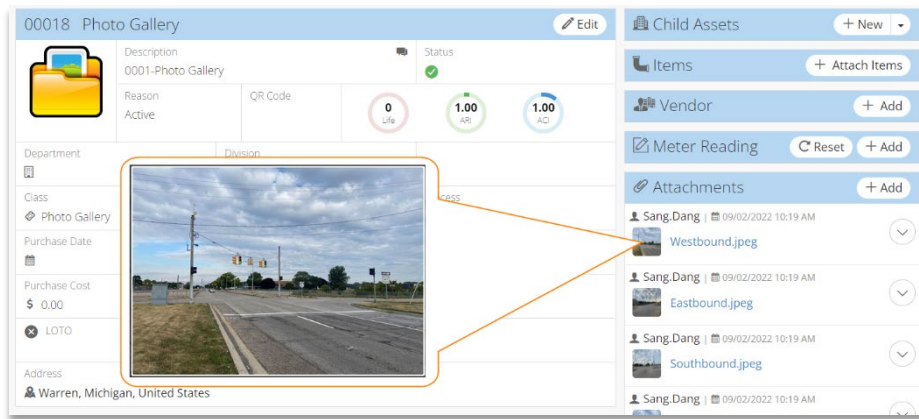 00018 Photo Gallery
Edit
Description
0001-Photo Gallery
Status
Reason
Active
QR Code
0
Life
1.00
ARI
1.00
ACI
Department
Division
Class
Photo Gallery
cess
Purchase Date
Purchase Cost
$ 0.00
LOTO
Address
Warren, Michigan, United States
Child Assets
+ New
Items
+ Attach Items
Vendor
+ Add
Meter Reading
Reset
+ Add
Attachments
+ Add
Sang.Dang | 09/02/2022 10:19 AM
Westbound.jpeg
Sang.Dang | 09/02/2022 10:19 AM
Eastbound.jpeg
Sang.Dang | 09/02/2022 10:19 AM
Southbound.jpeg
Sang.Dang | 09/02/2022 10:19 AM